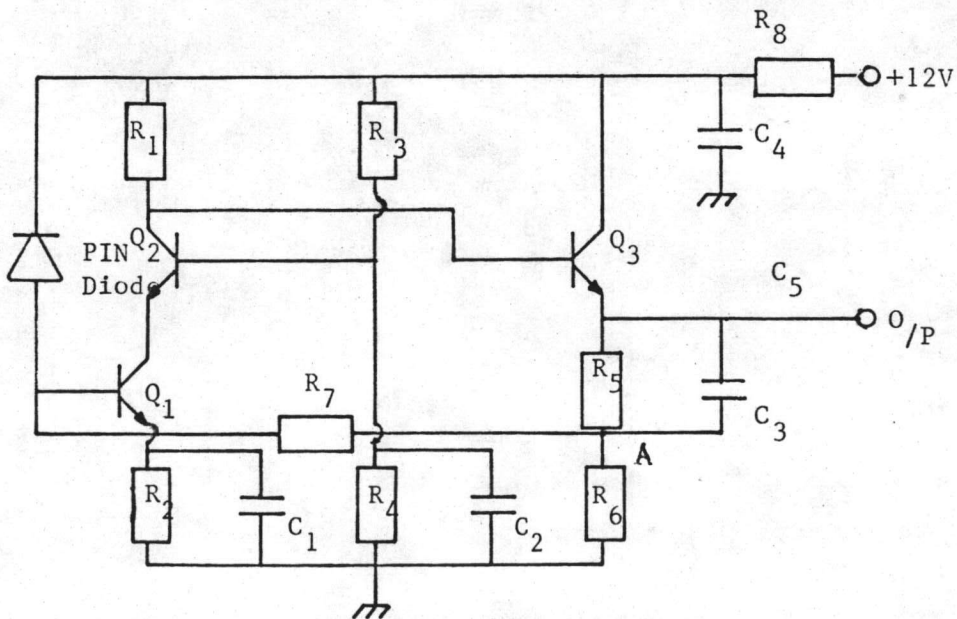 R8
+12V
R1
R3
C4
Q2
PIN
Diode
Q3
C5
O/P
Q1
R7
R5
C3
A
R2
C1
R4
C2
R6